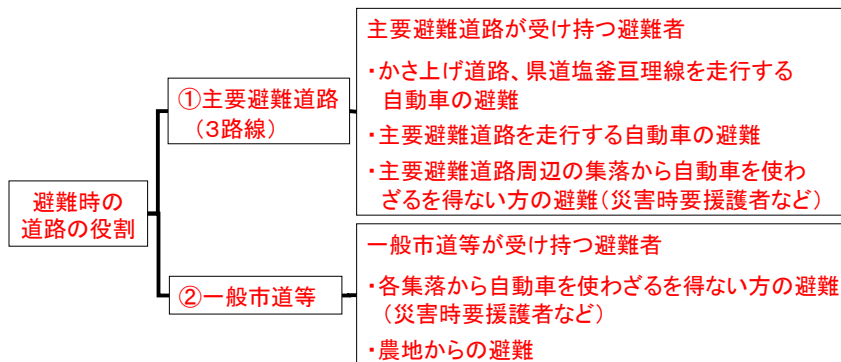 避難時の
道路の役割
①主要避難道路
(3路線)
主要避難道路が受け持つ避難者
・かさ上げ道路、県道塩釜亘理線を走行する
自動車の避難
・主要避難道路を走行する自動車の避難
・主要避難道路周辺の集落から自動車を使わ
ざるを得ない方の避難(災害時要援護者など)
②一般市道等
一般市道等が受け持つ避難者
・各集落から自動車を使わざるを得ない方の避難
(災害時要援護者など)
・農地からの避難